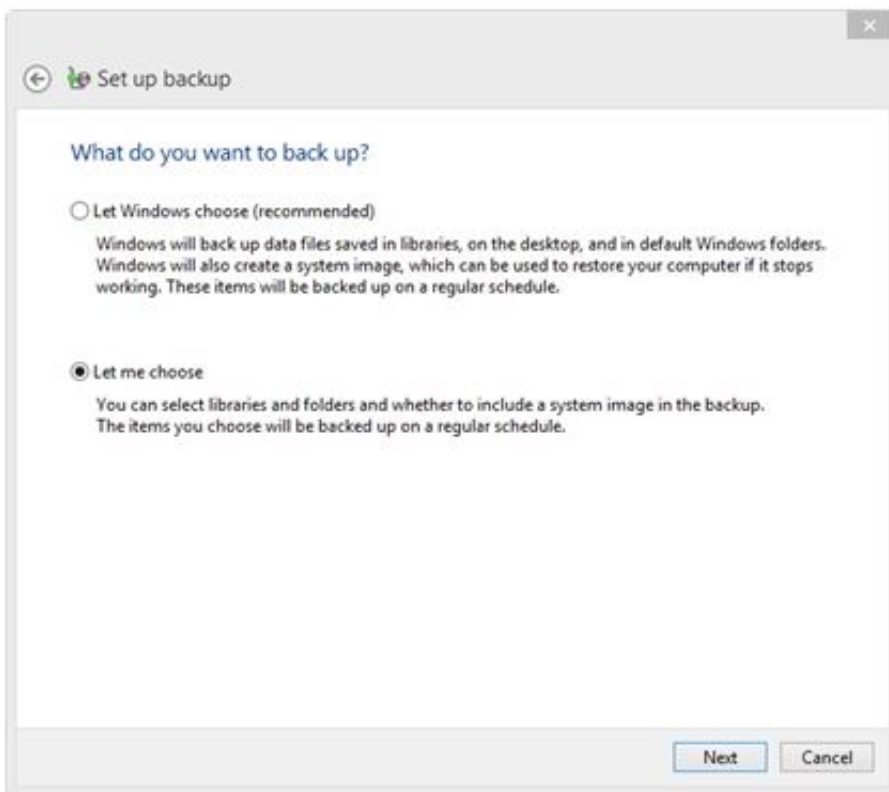 Set up backup
What do you want to back up?
Let Windows choose (recommended)
Windows will back up data files saved in libraries, on the desktop, and in default Windows folders.
Windows will also create a system image, which can be used to restore your computer if it stops
working. These items will be backed up on a regular schedule.
Let me choose
You can select libraries and folders and whether to include a system image in the backup.
The items you choose will be backed up on a regular schedule.
Next
Cancel